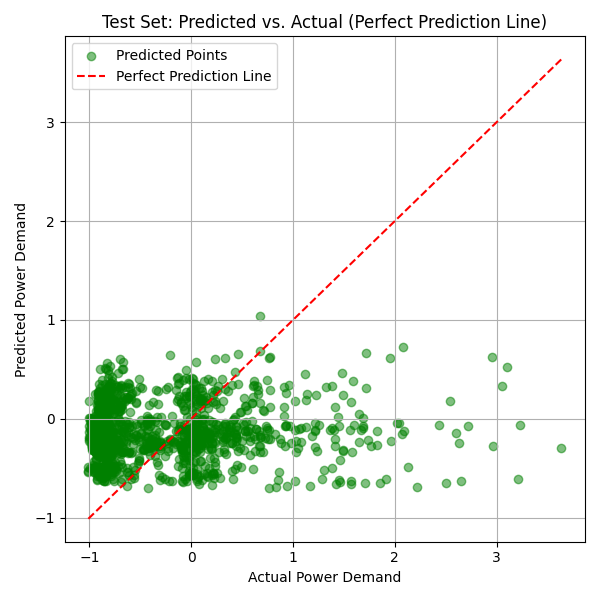 Test Set: Predicted vs. Actual (Perfect Prediction Line)
Predicted Points
Perfect Prediction Line
Predicted Power Demand
3
2
1
0
−1
−1 0 1 2 3
Actual Power Demand